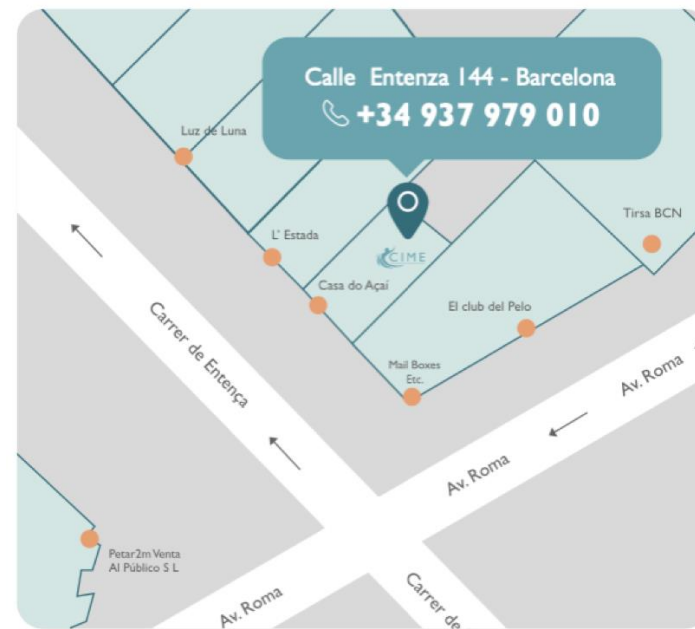 Calle Entenza 144 - Barcelona
+34 937 979 010
Luz de Luna
Tirsa BCN
L' Estada
CIME
Casa do Açaí
El club del Pelo
Carrer de Entença
Mail Boxes
Etc.
Av. Roma
Av. Roma
Petar2m Venta
Al Público S L
Av. Roma
Carrer de